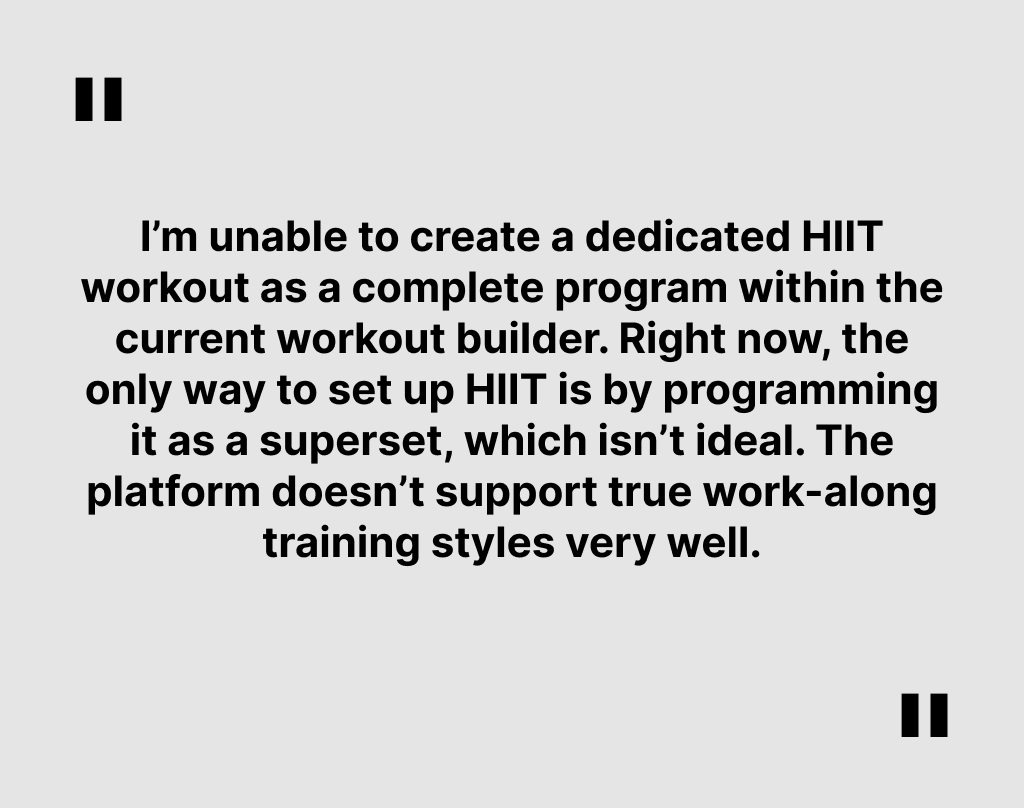 "
I’m unable to create a dedicated HIIT
workout as a complete program within the
current workout builder. Right now, the
only way to set up HIIT is by programming
it as a superset, which isn’t ideal. The
platform doesn’t support true work-along
training styles very well.
"